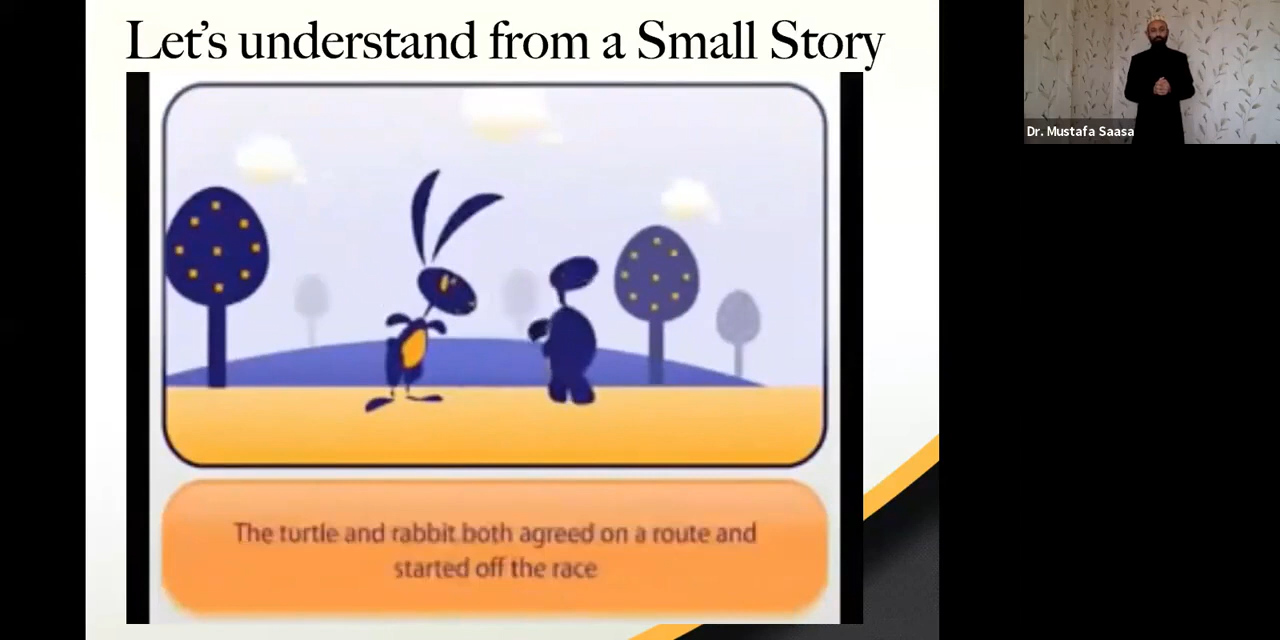 Let's understand from a Small Story
Dr. Mustafa Saasa
The turtle and rabbit both agreed on a route and
started off the race